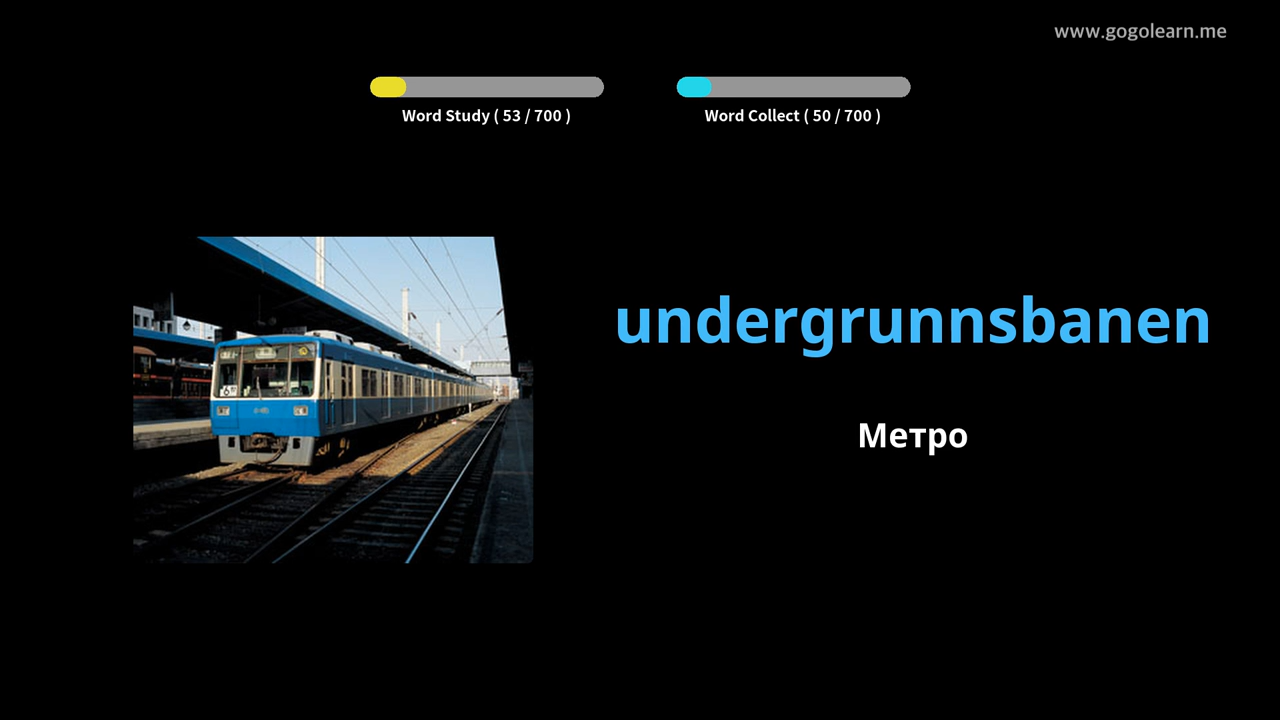 www.gogolearn.me
Word Study ( 53 / 700 )
Word Collect ( 50 / 700 )
undergrunnsbanen
Метро